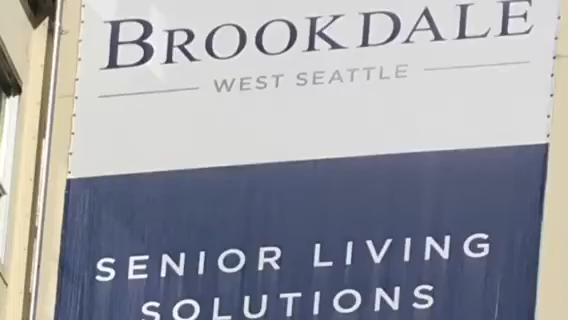 BROOKDALE
WEST SEATTLE
SENIOR LIVING
SOLUTIONS